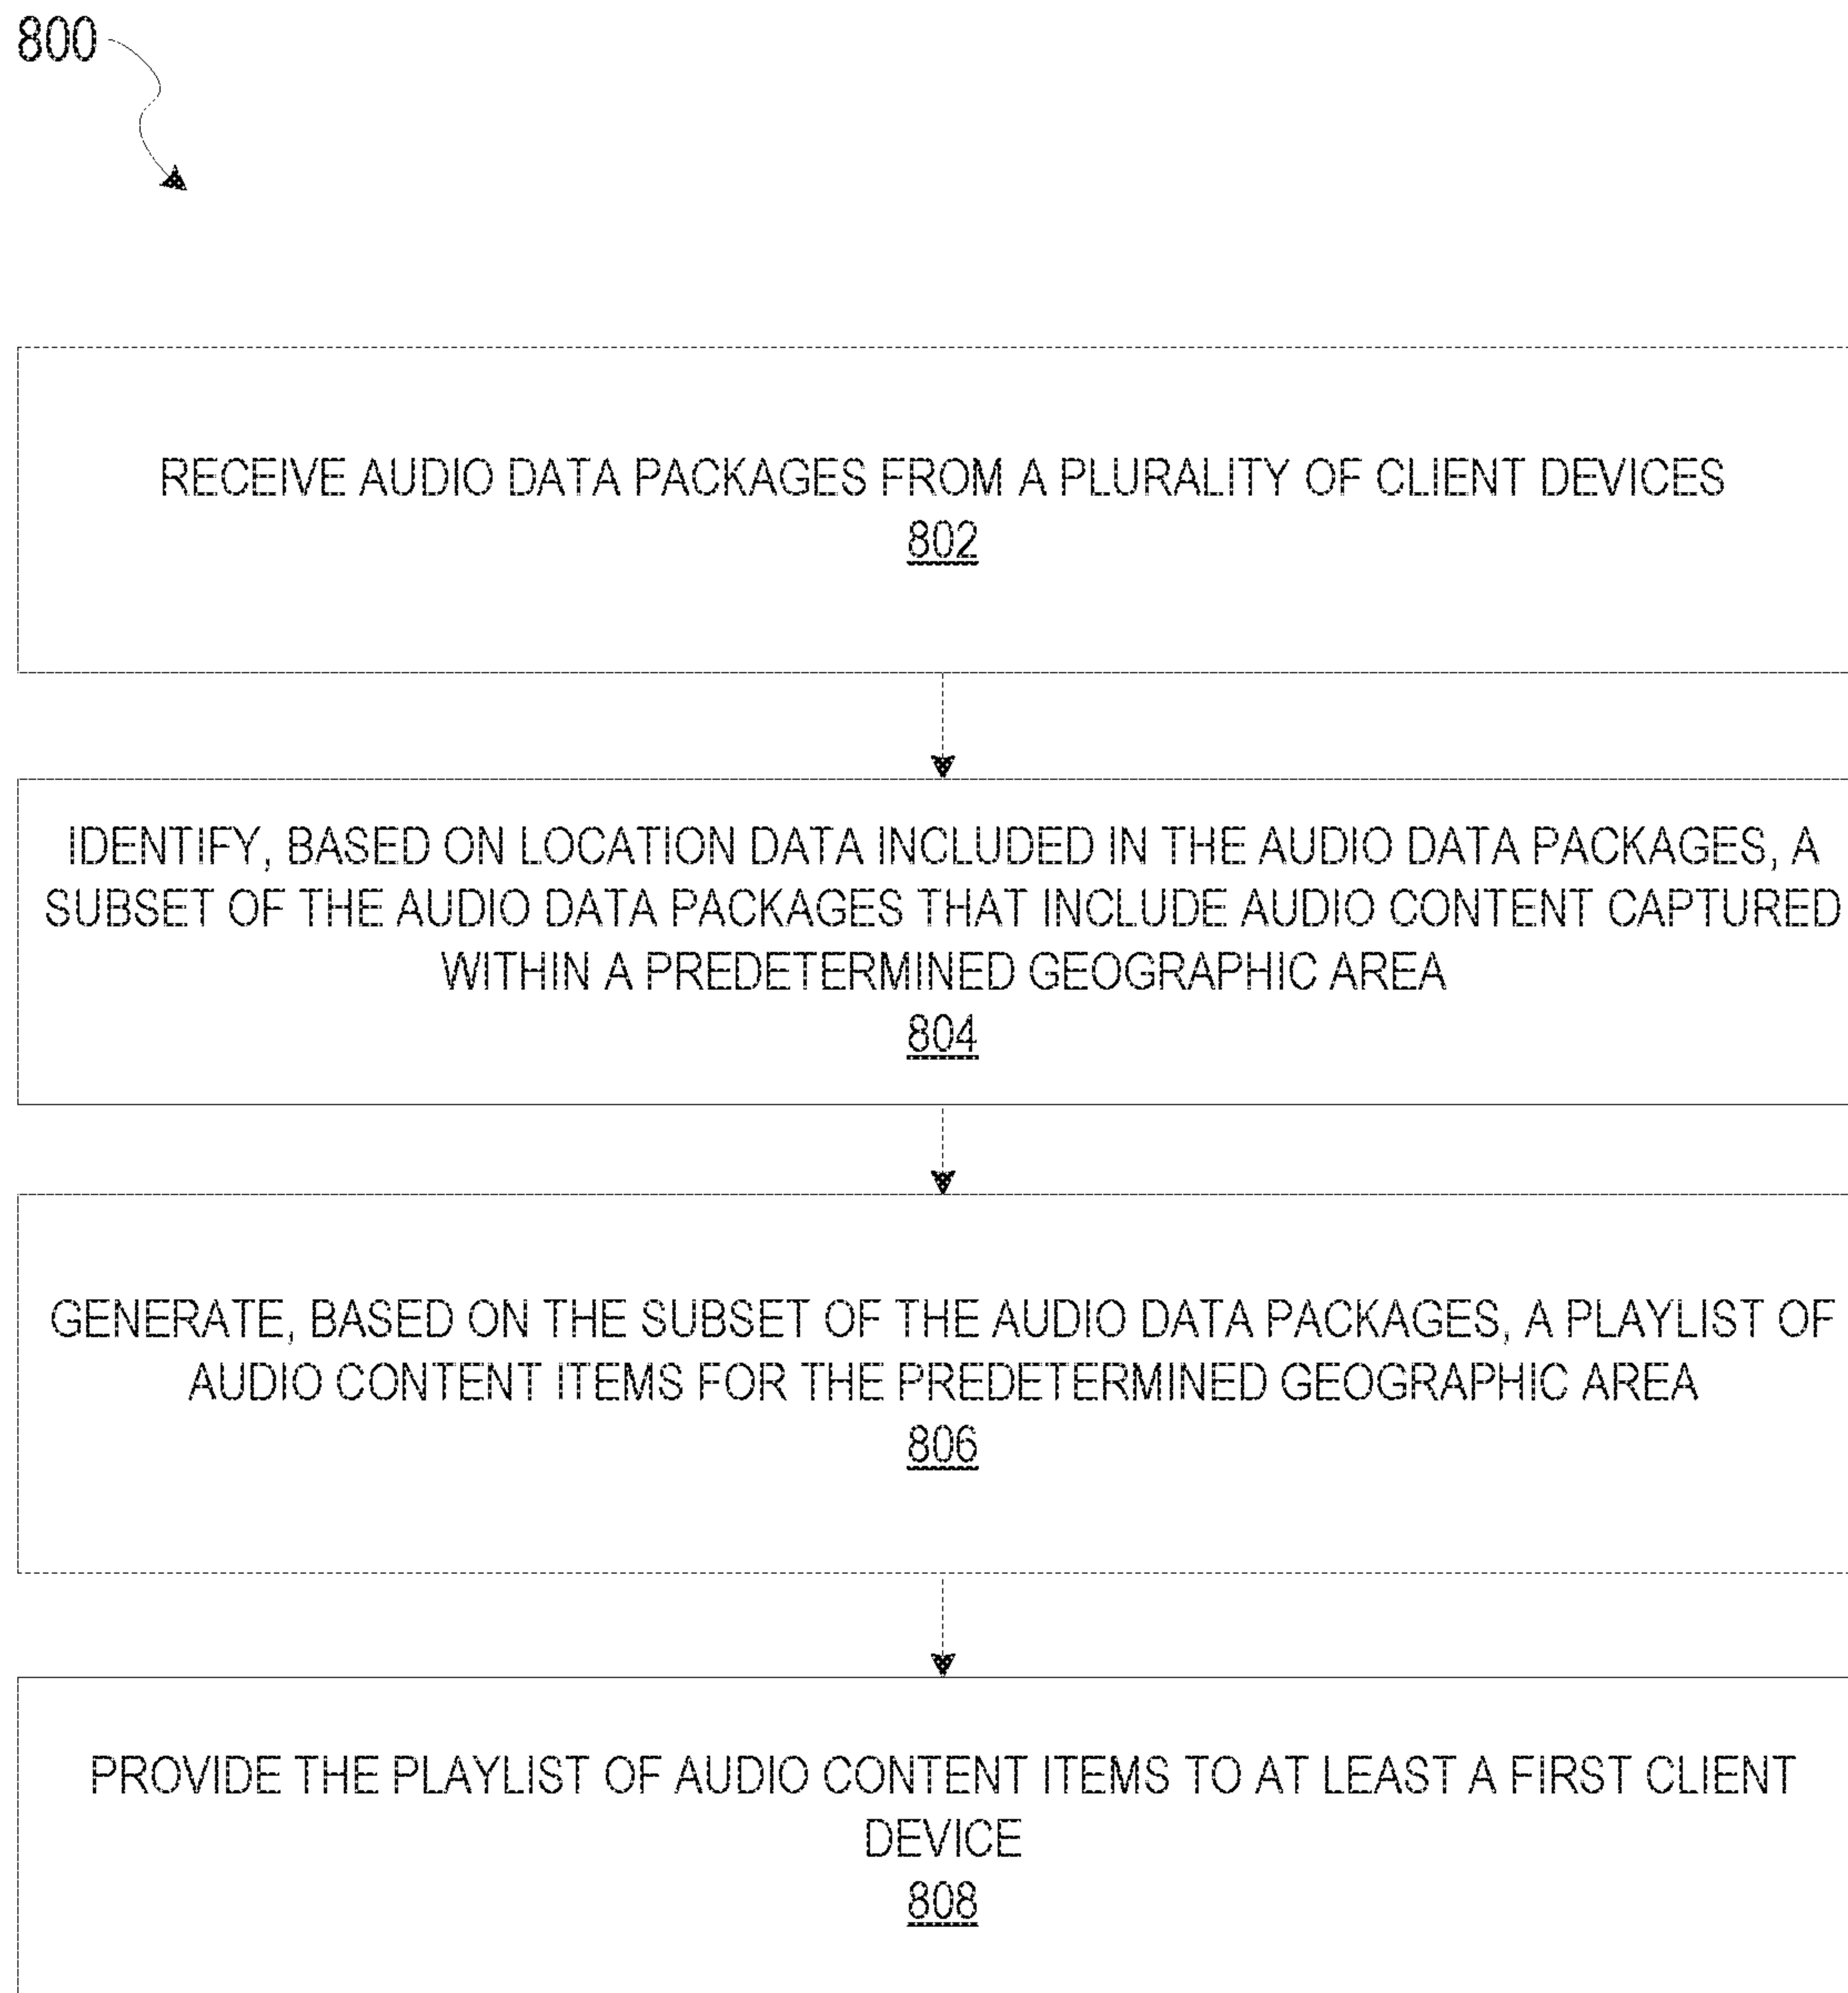 800
RECEIVE AUDIO DATA PACKAGES FROM A PLURALITY OF CLIENT DEVICES
802
IDENTIFY, BASED ON LOCATION DATA INCLUDED IN THE AUDIO DATA PACKAGES, A
SUBSET OF THE AUDIO DATA PACKAGES THAT INCLUDE AUDIO CONTENT CAPTURED
WITHIN A PREDETERMINED GEOGRAPHIC AREA
804
GENERATE, BASED ON THE SUBSET OF THE AUDIO DATA PACKAGES, A PLAYLIST OF
AUDIO CONTENT ITEMS FOR THE PREDETERMINED GEOGRAPHIC AREA
806
PROVIDE THE PLAYLIST OF AUDIO CONTENT ITEMS TO AT LEAST A FIRST CLIENT
DEVICE
808